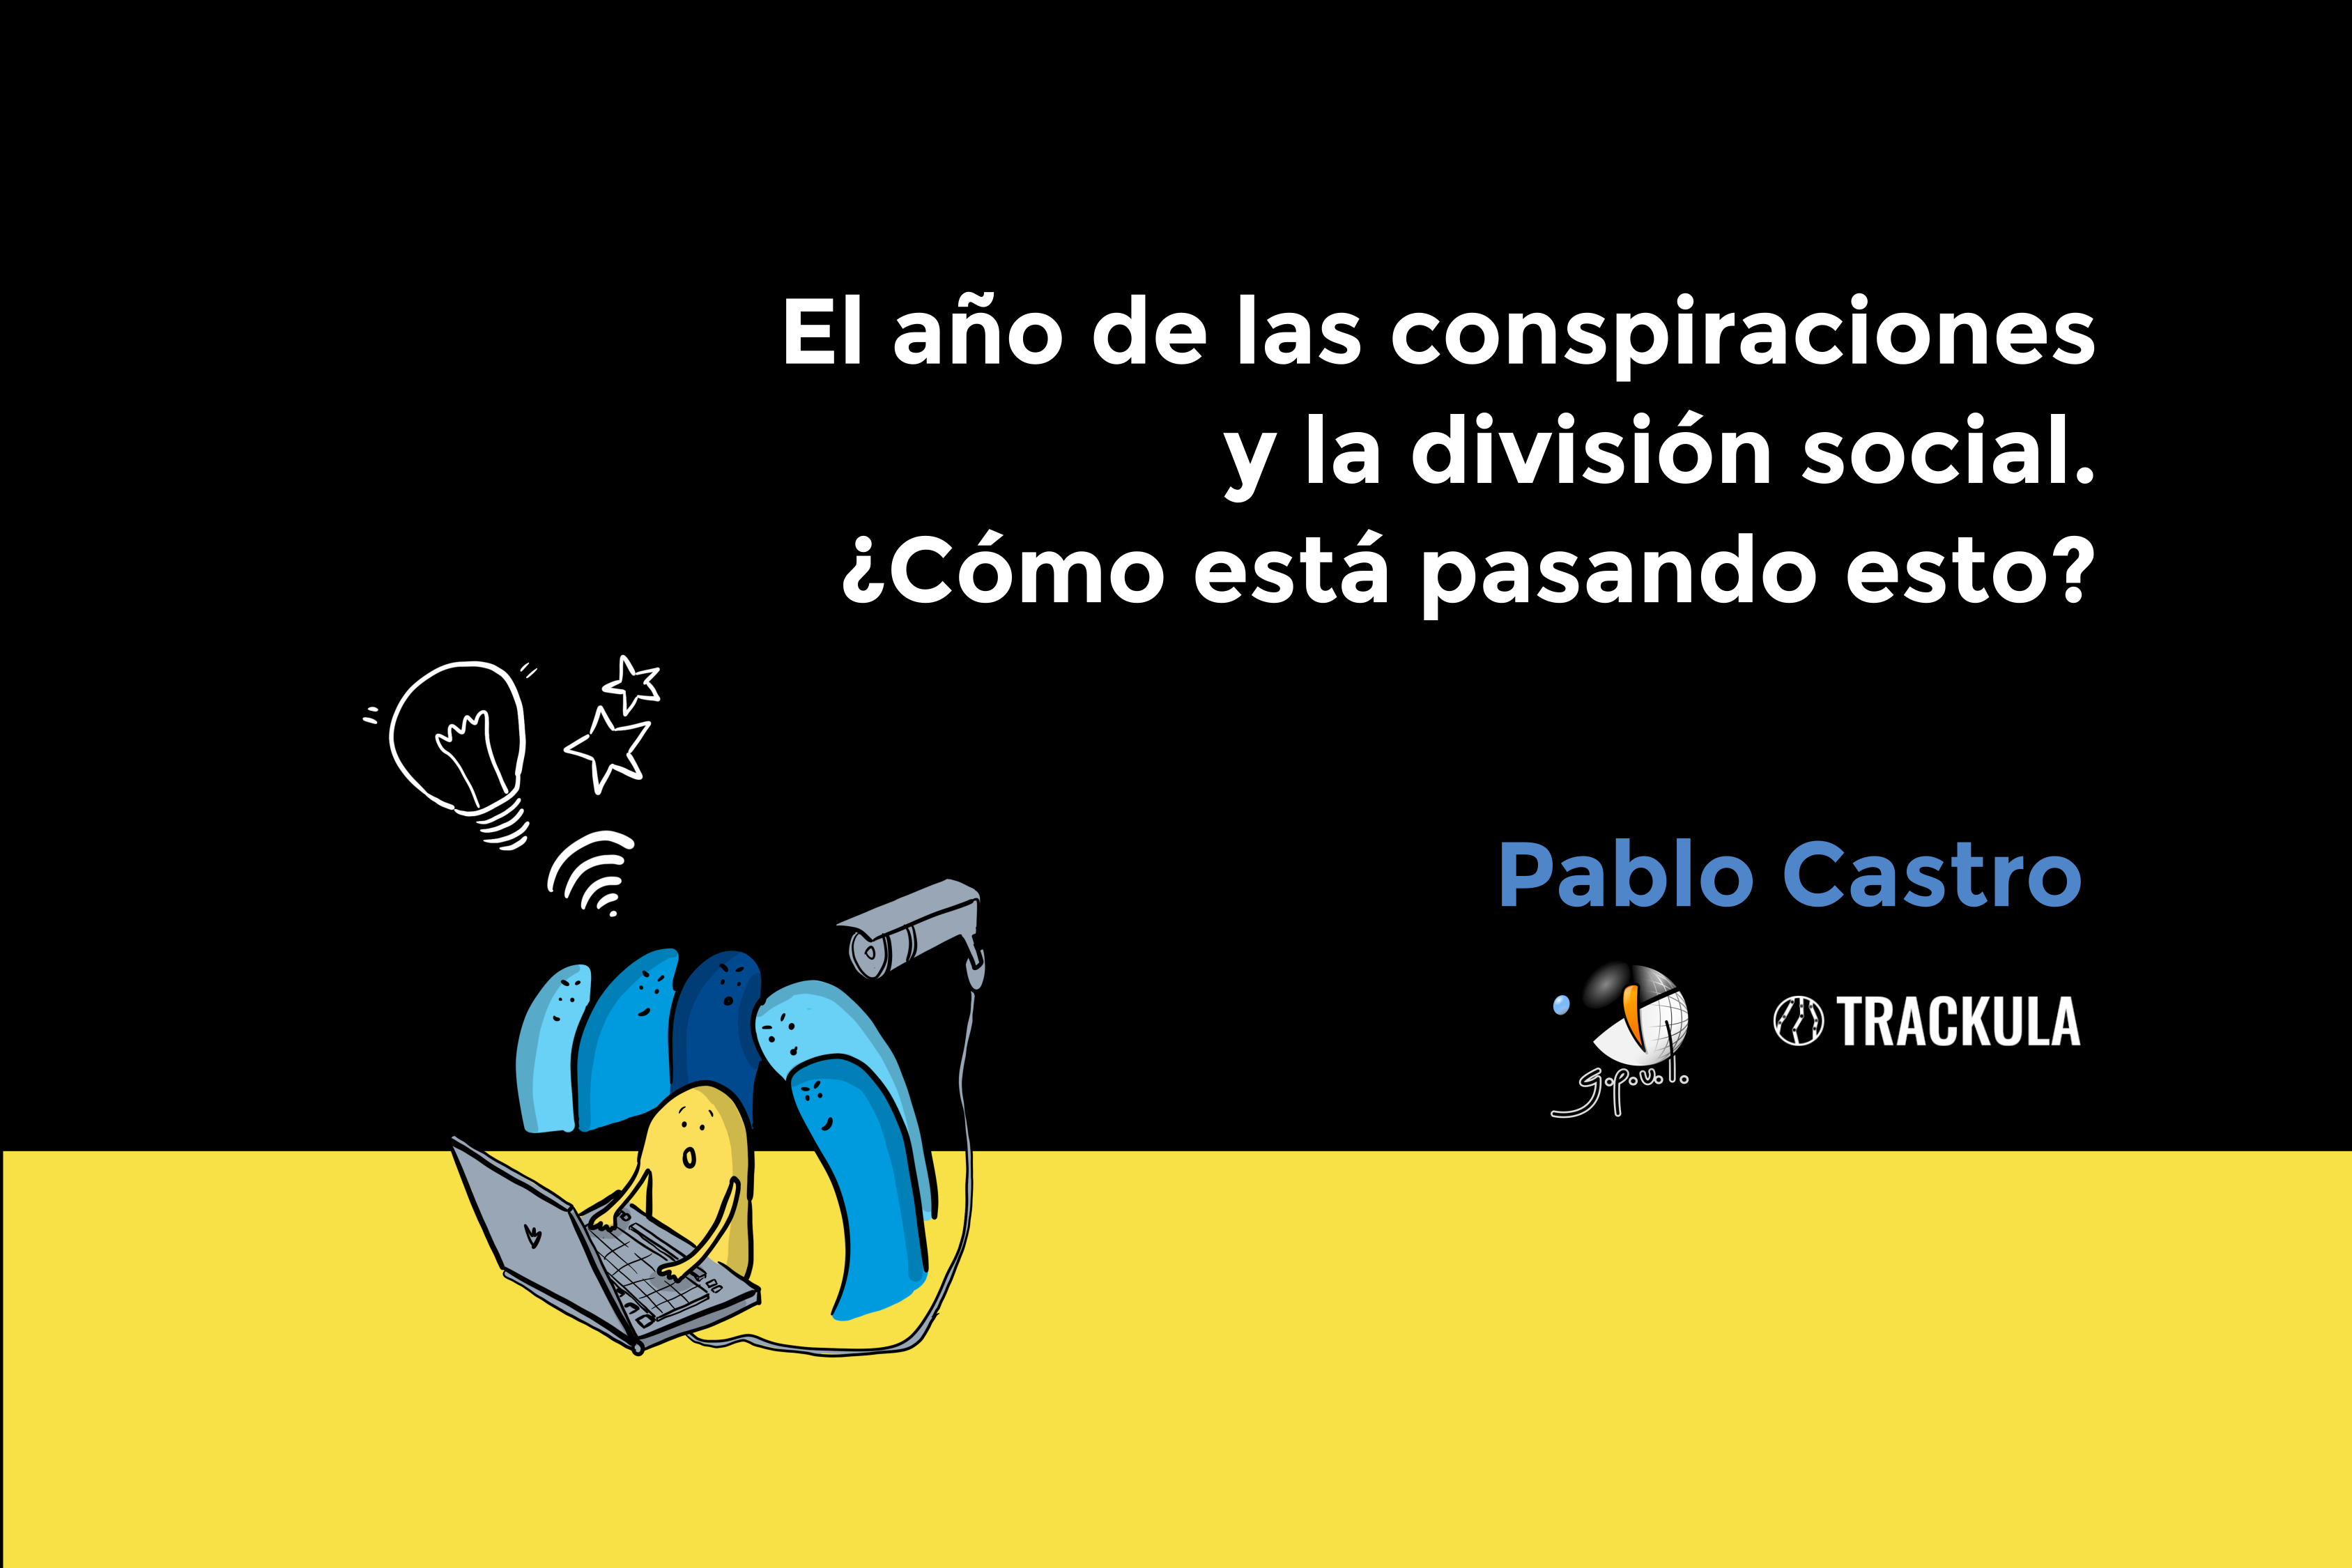 El año de las conspiraciones
y la división social.
¿Cómo está pasando esto?
Pablo Castro
g.p.u.l.
TRACKULA